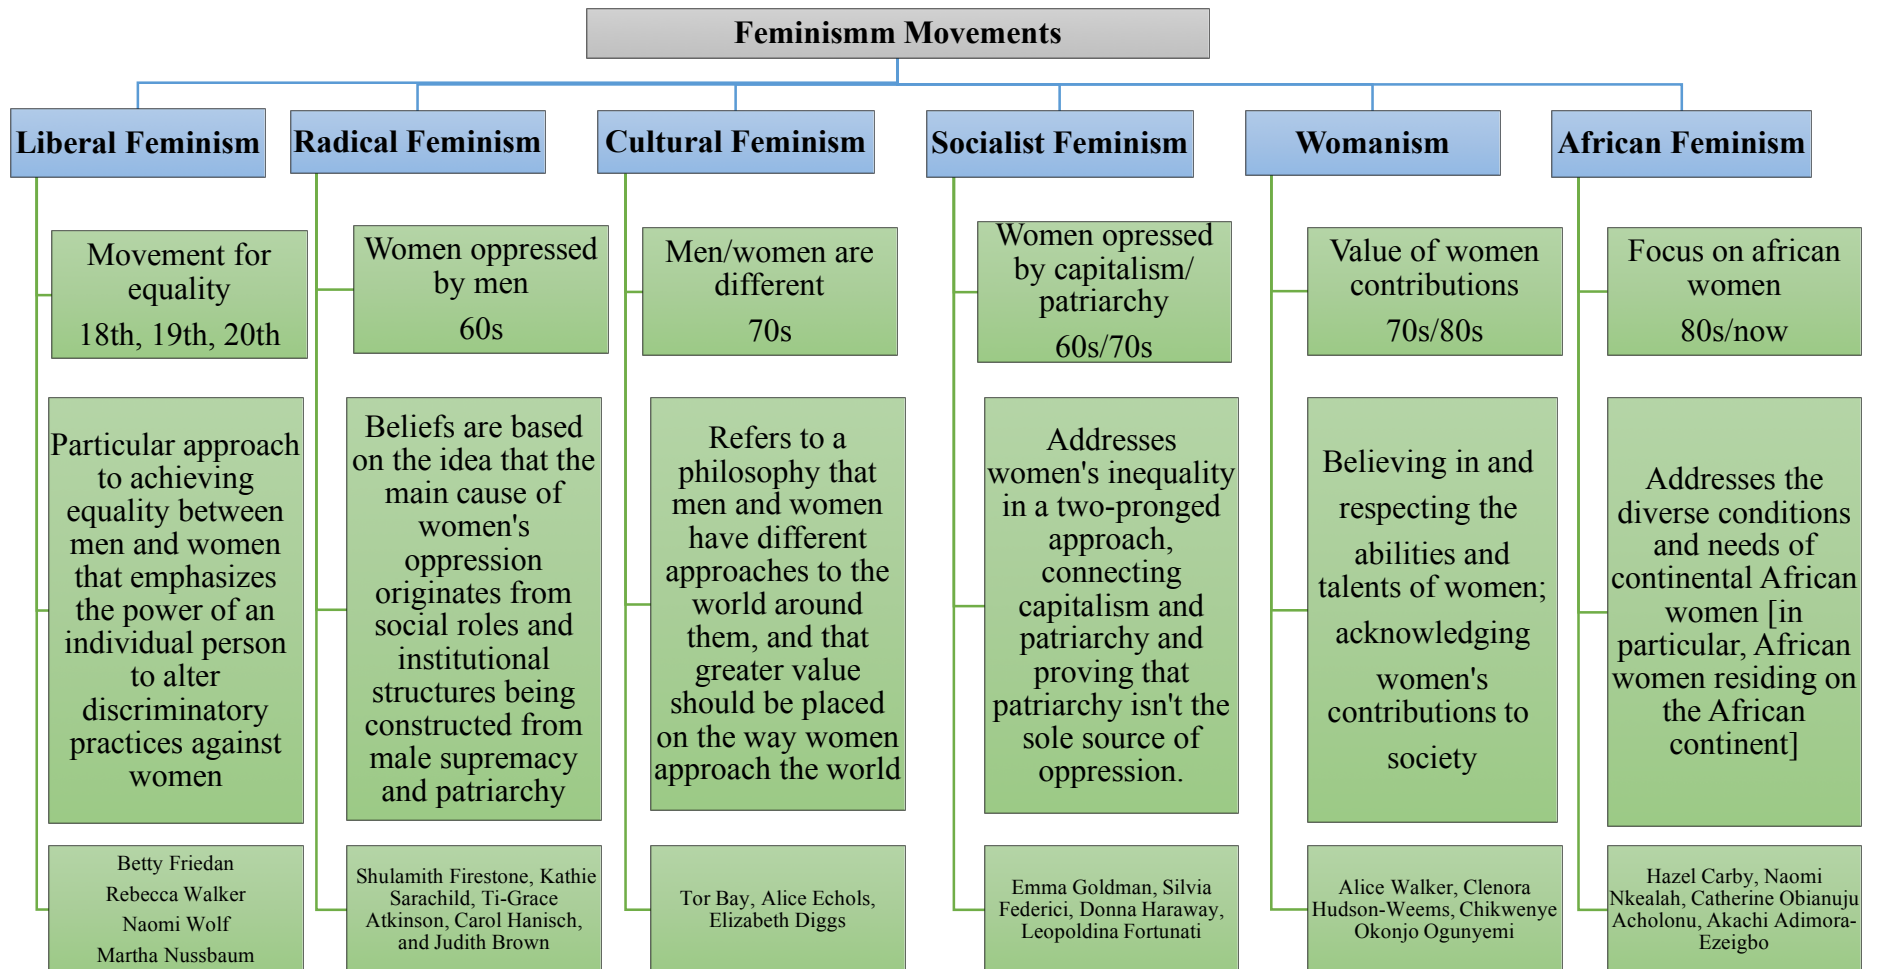 Feminismm Movements
Liberal Feminism
Movement for
equality
18th, 19th, 20th
Particular approach
to achieving
equality between
men and women
that emphasizes
the power of an
individual person
to alter
discriminatory
practices against
women
Betty Friedan
Rebecca Walker
Naomi Wolf
Martha Nussbaum
Radical Feminism
Women oppressed
by men
60s
Beliefs are based
on the idea that the
main cause of
women's
oppression
originates from
social roles and
institutional
structures being
constructed from
male supremacy
and patriarchy
Shulamith Firestone, Kathie
Sarachild, Ti-Grace
Atkinson, Carol Hanisch,
and Judith Brown
Cultural Feminism
Men/women are
different
70s
Refers to a
philosophy that
men and women
have different
approaches to the
world around
them, and that
greater value
should be placed
on the way women
approach the world
Tor Bay, Alice Echols,
Elizabeth Diggs
Socialist Feminism
Women opressed
by capitalism/
patriarchy
60s/70s
Addresses
women's inequality
in a two-pronged
approach,
connecting
capitalism and
patriarchy and
proving that
patriarchy isn't the
sole source of
oppression.
Emma Goldman, Silvia
Federici, Donna Haraway,
Leopoldina Fortunati
Womanism
Value of women
contributions
70s/80s
Believing in and
respecting the
abilities and
talents of women;
acknowledging
women's
contributions to
society
Alice Walker, Clenora
Hudson-Weems, Chikwenye
Okonjo Ogunyemi
African Feminism
Focus on african
women
80s/now
Addresses the
diverse conditions
and needs of
continental African
women [in
particular, African
women residing on
the African
continent]
Hazel Carby, Naomi
Nkealah, Catherine Obianuju
Acholonu, Akachi Adimora-
Ezeigbo